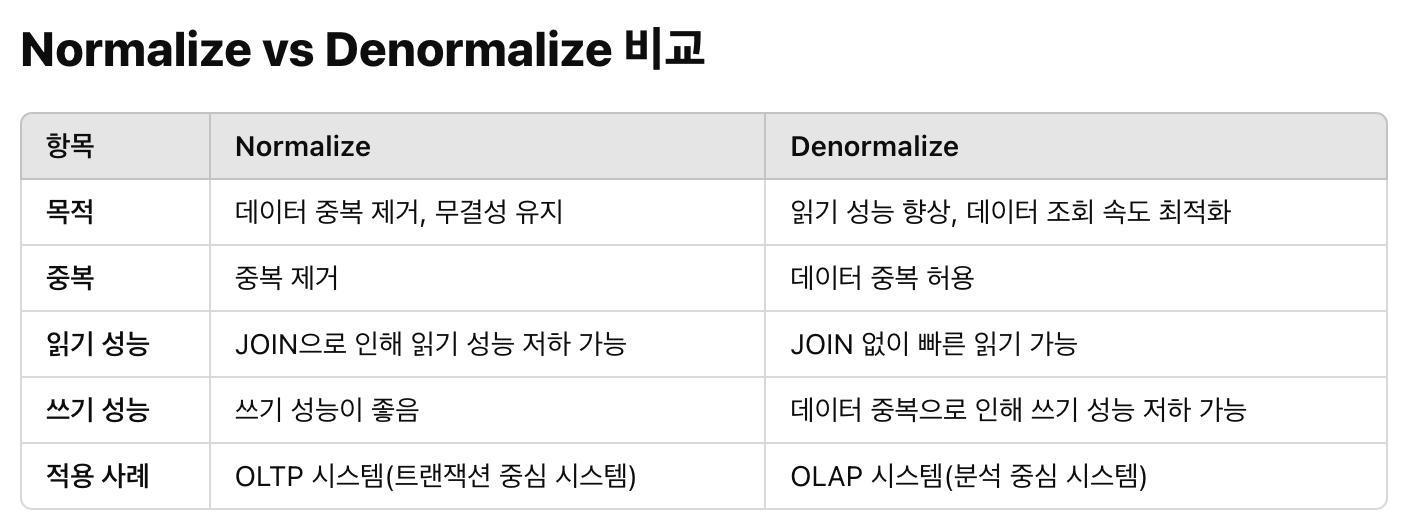 Normalize vs Denormalize 비교
항목 Normalize Denormalize
목적 데이터 중복 제거, 무결성 유지 읽기 성능 향상, 데이터 조회 속도 최적화
중복 중복 제거 데이터 중복 허용
읽기 성능 JOIN으로 인해 읽기 성능 저하 가능 JOIN 없이 빠른 읽기 가능
쓰기 성능 쓰기 성능이 좋음 데이터 중복으로 인해 쓰기 성능 저하 가능
적용 사례 OLTP 시스템(트랜잭션 중심 시스템) OLAP 시스템(분석 중심 시스템)